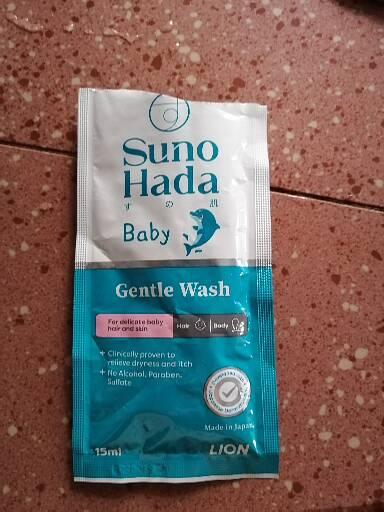 Suno
Hada
すの肌
Baby
Gentle Wash
For delicate baby
hair and skin
Hair
Body
+ Clinically proven to
relieve dryness and itch
+ No Alcohol, Paraben,
Sulfate
Made in Japan
15ml
LION